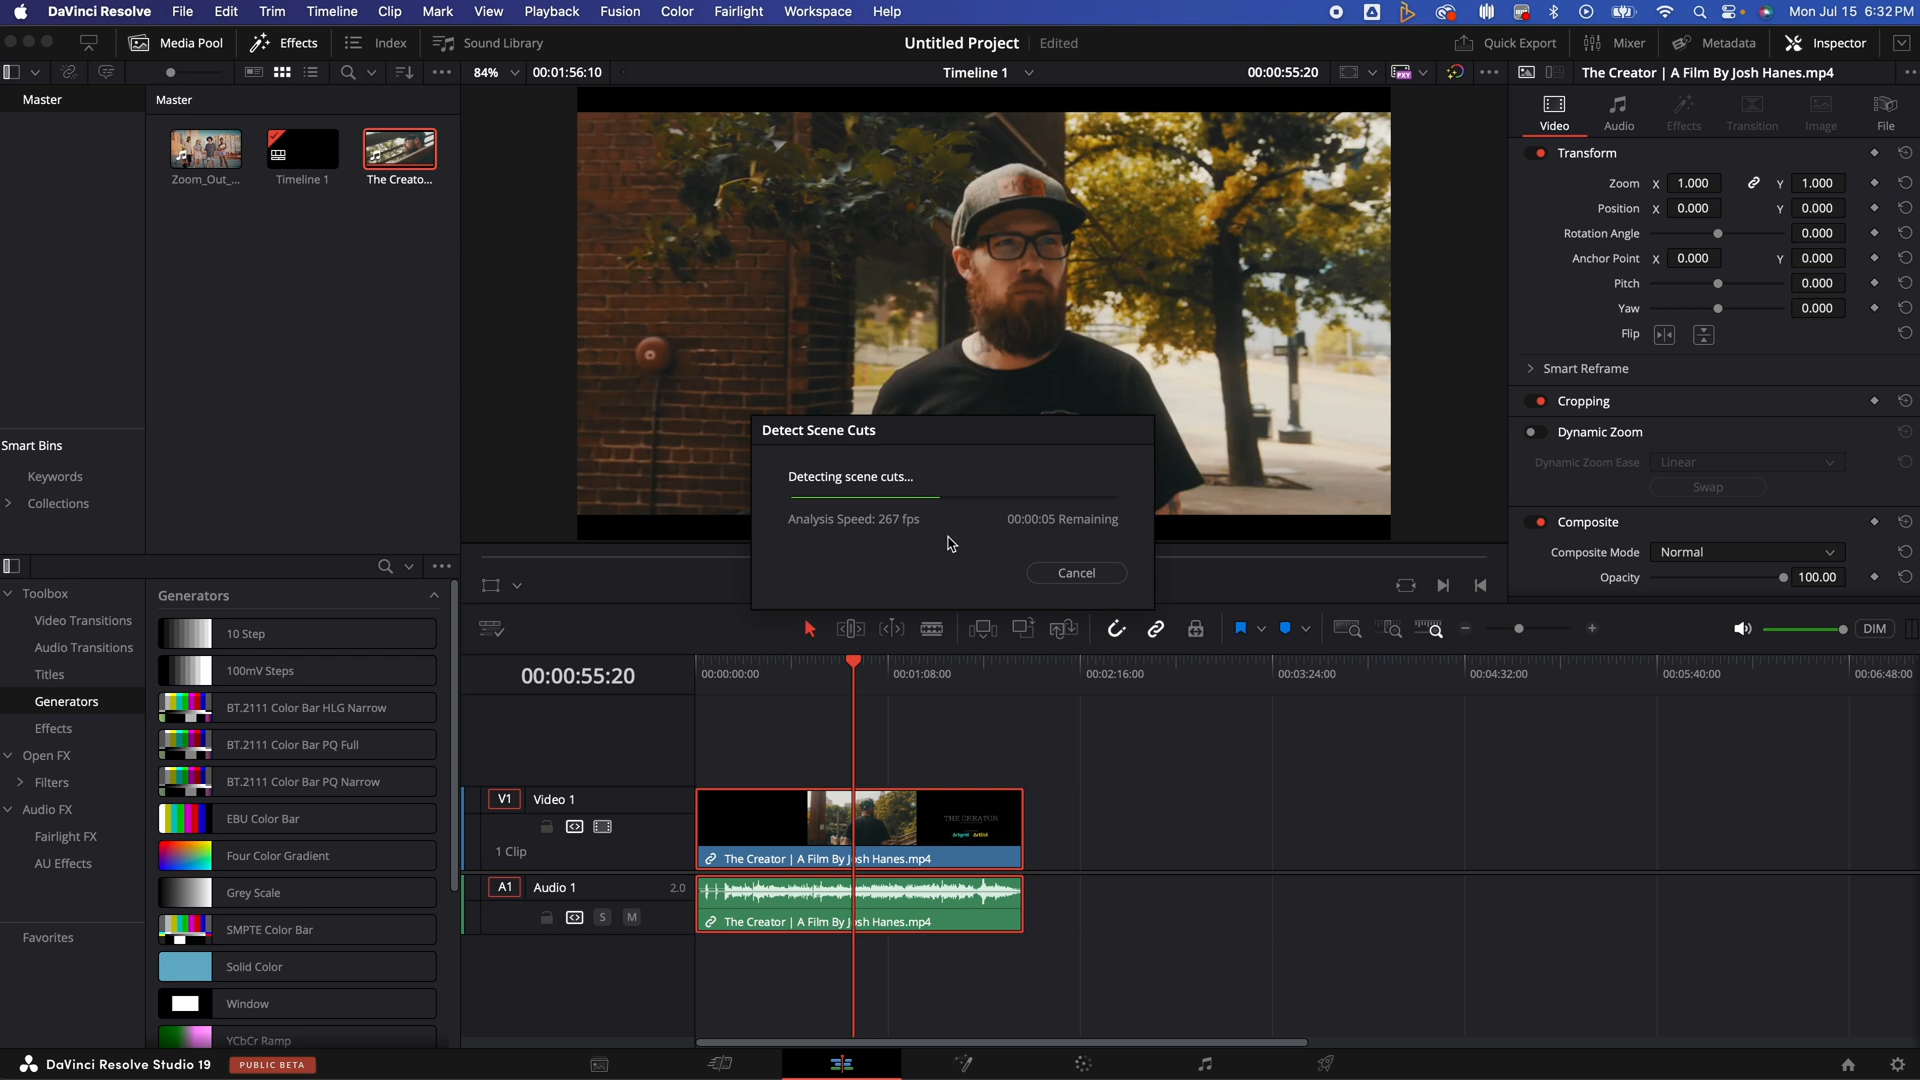 DaVinci Resolve File Edit Trim Timeline Clip Mark View Playback Fusion Color Fairlight Workspace Help Mon Jul 15 6:32 PM
Media Pool Effects Index Sound Library Untitled Project Edited Quick Export Mixer Metadata Inspector
84% 00:01:56:10 Timeline 1 00:00:55:20 The Creator | A Film By Josh Hanes.mp4
Master
Master
Zoom_Out_...
Timeline 1
The Creato...
Smart Bins
Keywords
Collections
Video Audio Effects Transition Image File
Transform
Zoom X 1.000 Y 1.000
Position X 0.000 Y 0.000
Rotation Angle 0.000
Anchor Point X 0.000 Y 0.000
Pitch 0.000
Yaw 0.000
Flip
Smart Reframe
Cropping
Dynamic Zoom
Dynamic Zoom Ease Linear
Swap
Composite
Composite Mode Normal
Opacity 100.00
Detect Scene Cuts
Detecting scene cuts...
Analysis Speed: 267 fps 00:00:05 Remaining
Cancel
Toolbox
Video Transitions
Audio Transitions
Titles
Generators
Effects
Open FX
Filters
Audio FX
Fairlight FX
AU Effects
Favorites
Generators
10 Step
100mV Steps
BT.2111 Color Bar HLG Narrow
BT.2111 Color Bar PQ Full
BT.2111 Color Bar PQ Narrow
EBU Color Bar
Four Color Gradient
Grey Scale
SMPTE Color Bar
Solid Color
Window
YCbCr Ramp
DIM
00:00:55:20
00:00:00:00 00:01:08:00 00:02:16:00 00:03:24:00 00:04:32:00 00:05:40:00 00:06:48:00
V1 Video 1
1 Clip
THE CREATOR
Artgrid Artlist
The Creator | A Film By Josh Hanes.mp4
A1 Audio 1 2.0
S M
The Creator | A Film By Josh Hanes.mp4
DaVinci Resolve Studio 19 PUBLIC BETA